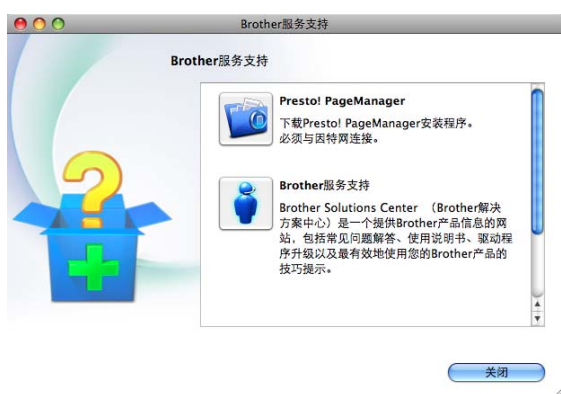 Brother服务支持
Brother服务支持
Presto! PageManager
下载Presto! PageManager安装程序。
必须与因特网连接。
Brother服务支持
Brother Solutions Center （Brother解决
方案中心）是一个提供Brother产品信息的网
站，包括常见问题解答、使用说明书、驱动程
序升级以及最有效地使用您的Brother产品的
技巧提示。
关闭